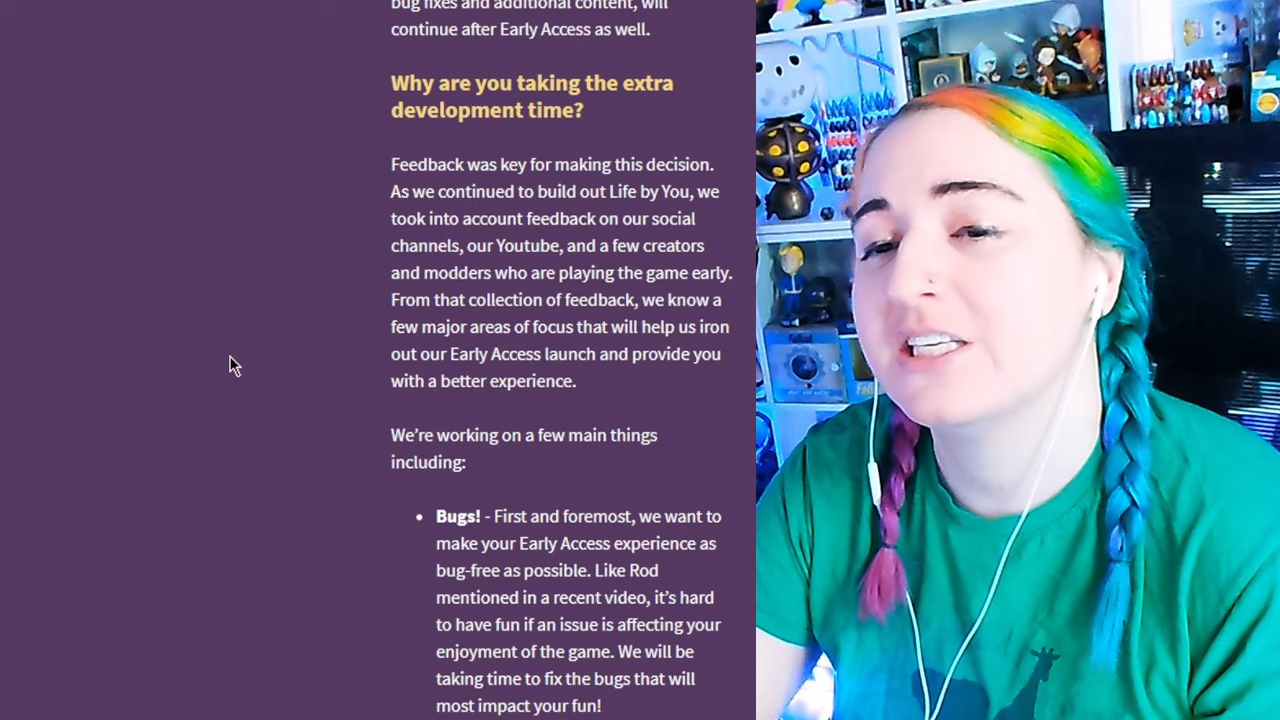 bug fixes and additional content, will
continue after Early Access as well.
Why are you taking the extra
development time?
Feedback was key for making this decision.
As we continued to build out Life by You, we
took into account feedback on our social
channels, our Youtube, and a few creators
and modders who are playing the game early.
From that collection of feedback, we know a
few major areas of focus that will help us iron
out our Early Access launch and provide you
with a better experience.
We’re working on a few main things
including:
• Bugs! - First and foremost, we want to
make your Early Access experience as
bug-free as possible. Like Rod
mentioned in a recent video, it’s hard
to have fun if an issue is affecting your
enjoyment of the game. We will be
taking time to fix the bugs that will
most impact your fun!